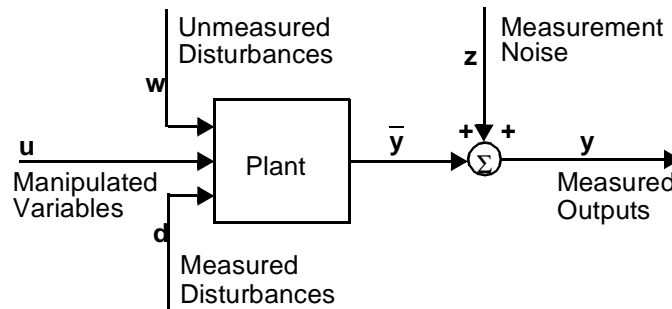 Unmeasured
Disturbances
w
u
Manipulated
Variables
d
Measured
Disturbances
Plant
y̅
z
Measurement
Noise
+ +
Σ
y
Measured
Outputs